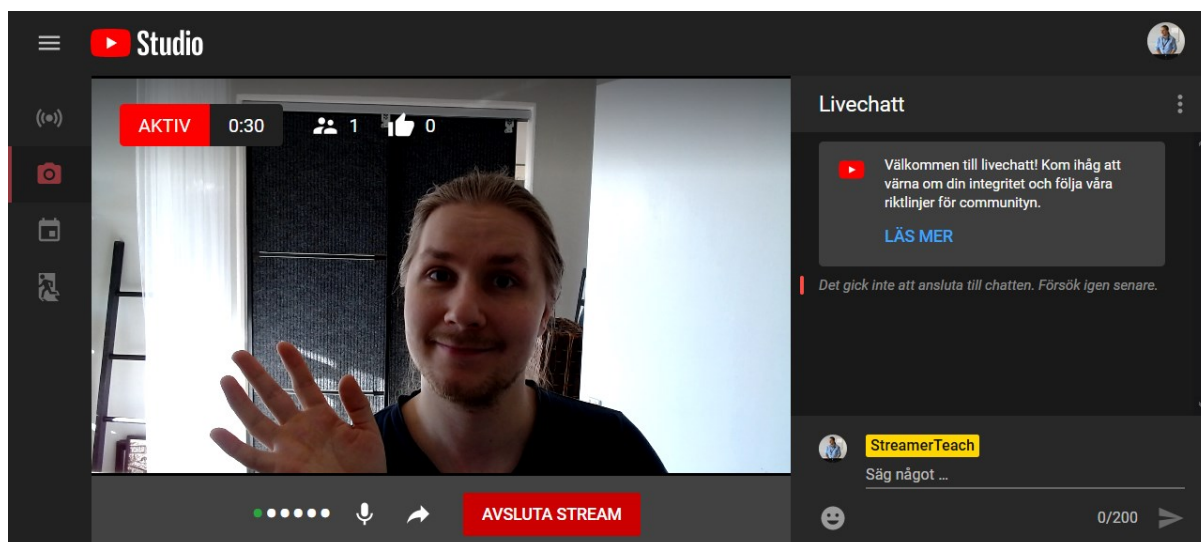 Studio
AKTIV 0:30 1 0
Livechatt
Välkommen till livechatt! Kom ihåg att
värna om din integritet och följa våra
riktlinjer för communityn.
LÄS MER
Det gick inte att ansluta till chatten. Försök igen senare.
StreamerTeach
Säg något ...
0/200
AVSLUTA STREAM